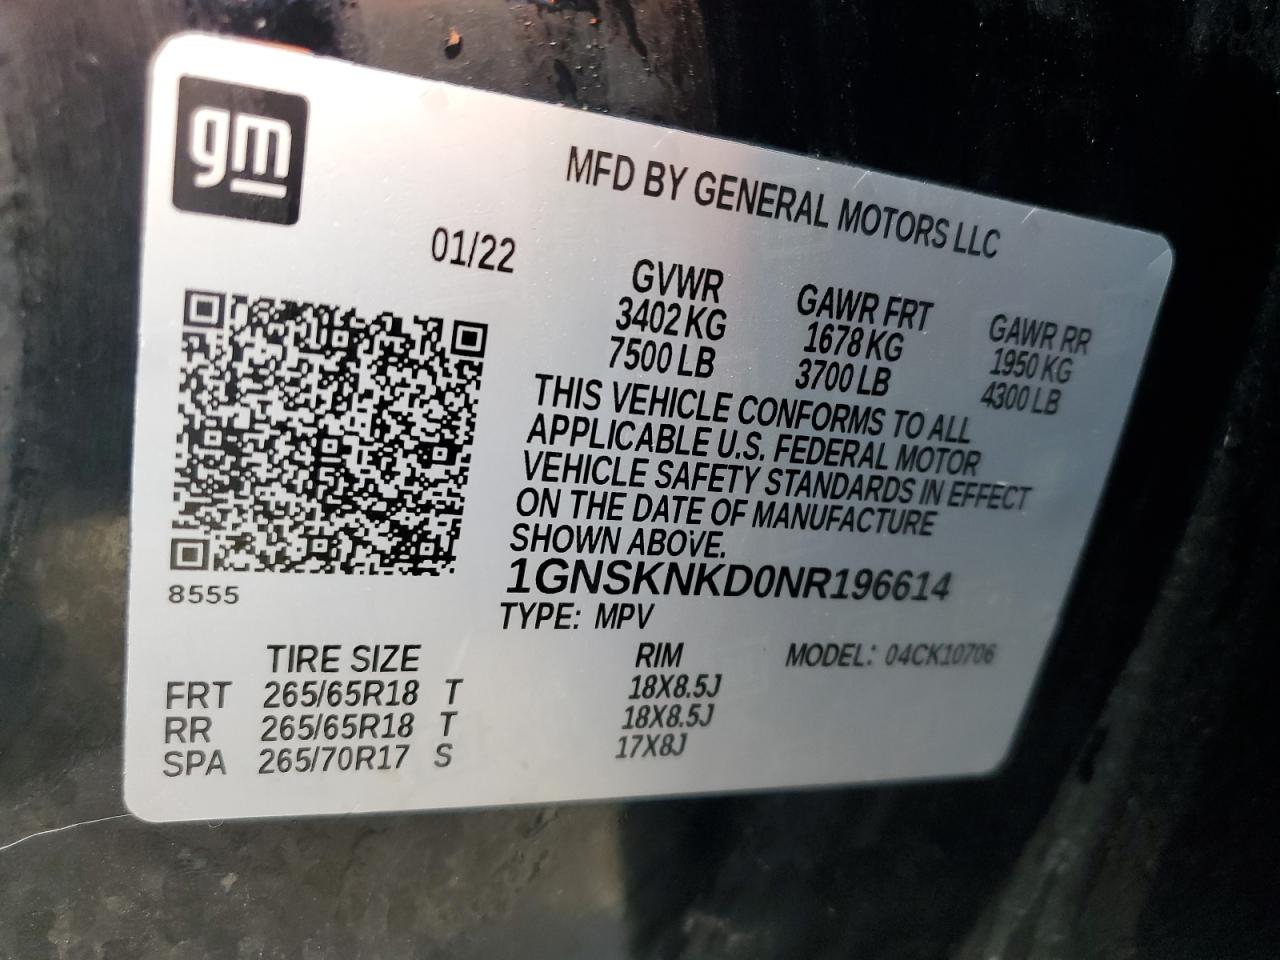 gm
MFD BY GENERAL MOTORS LLC
01/22
GVWR GAWR FRT GAWR RR
3402 KG 1678 KG 1950 KG
7500 LB 3700 LB 4300 LB
THIS VEHICLE CONFORMS TO ALL
APPLICABLE U.S. FEDERAL MOTOR
VEHICLE SAFETY STANDARDS IN EFFECT
ON THE DATE OF MANUFACTURE
SHOWN ABOVE.
8555
1GNSKNKD0NR196614
TYPE: MPV
TIRE SIZE RIM MODEL: 04CK10706
FRT 265/65R18 T 18X8.5J
RR 265/65R18 T 18X8.5J
SPA 265/70R17 S 17X8J